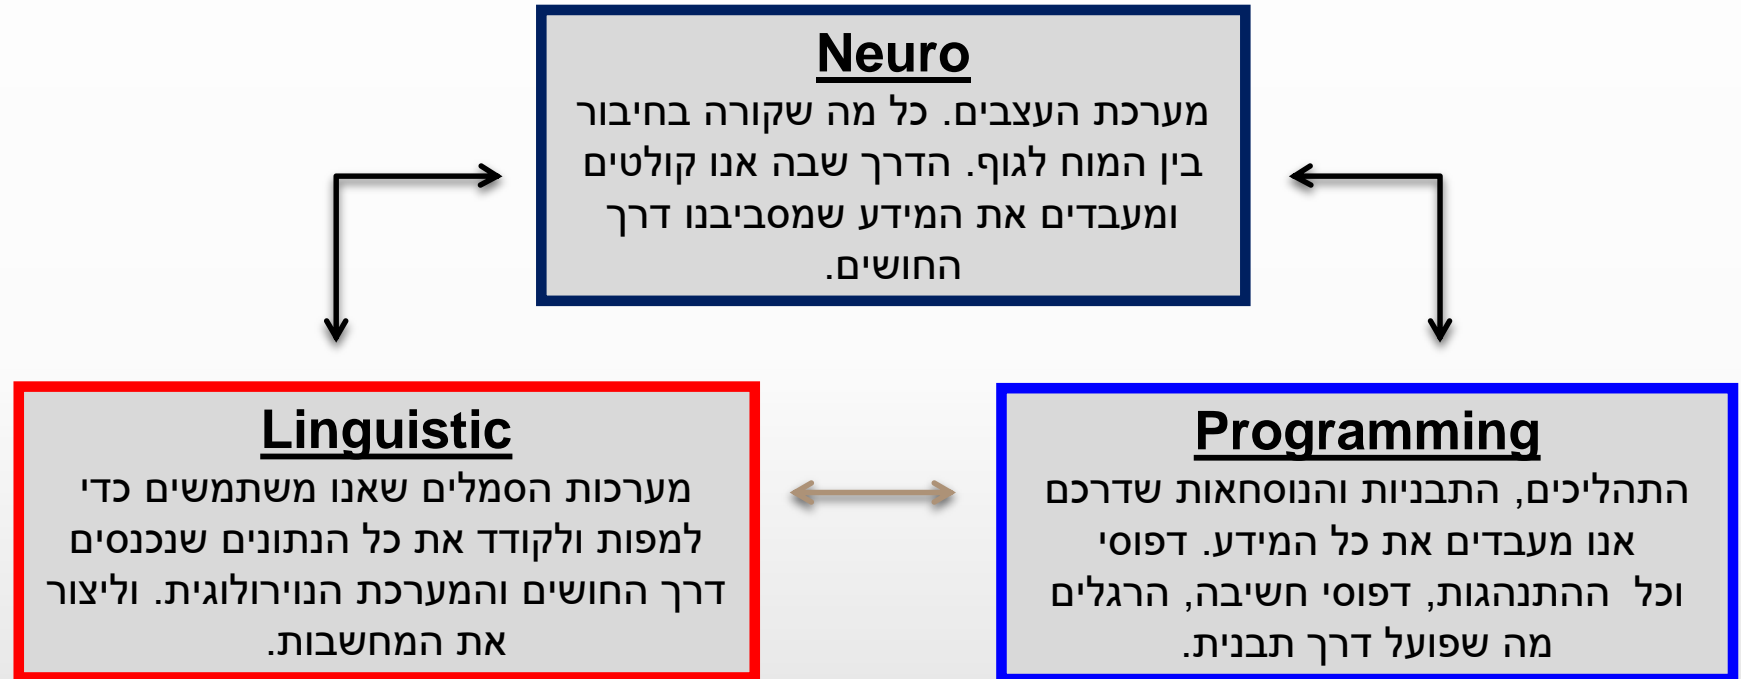 Neuro
מערכת העצבים. כל מה שקורה בחיבור
בין המוח לגוף. הדרך שבה אנו קולטים
ומעבדים את המידע שמסביבנו דרך
החושים.
Linguistic
מערכות הסמלים שאנו משתמשים כדי
למפות ולקודד את כל הנתונים שנכנסים
דרך החושים והמערכת הנוירולוגית. וליצור
את המחשבות.
Programming
התהליכים, התבניות והנוסחאות שדרכם
אנו מעבדים את כל המידע. דפוסי
ההתנהגות, דפוסי חשיבה, הרגלים וכל
מה שפועל דרך תבנית.